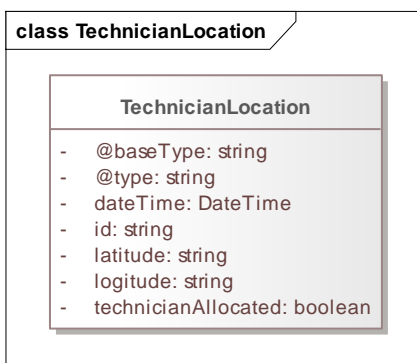 class TechnicianLocation
TechnicianLocation
- @baseType: string
- @type: string
- dateTime: DateTime
- id: string
- latitude: string
- logitude: string
- technicianAllocated: boolean